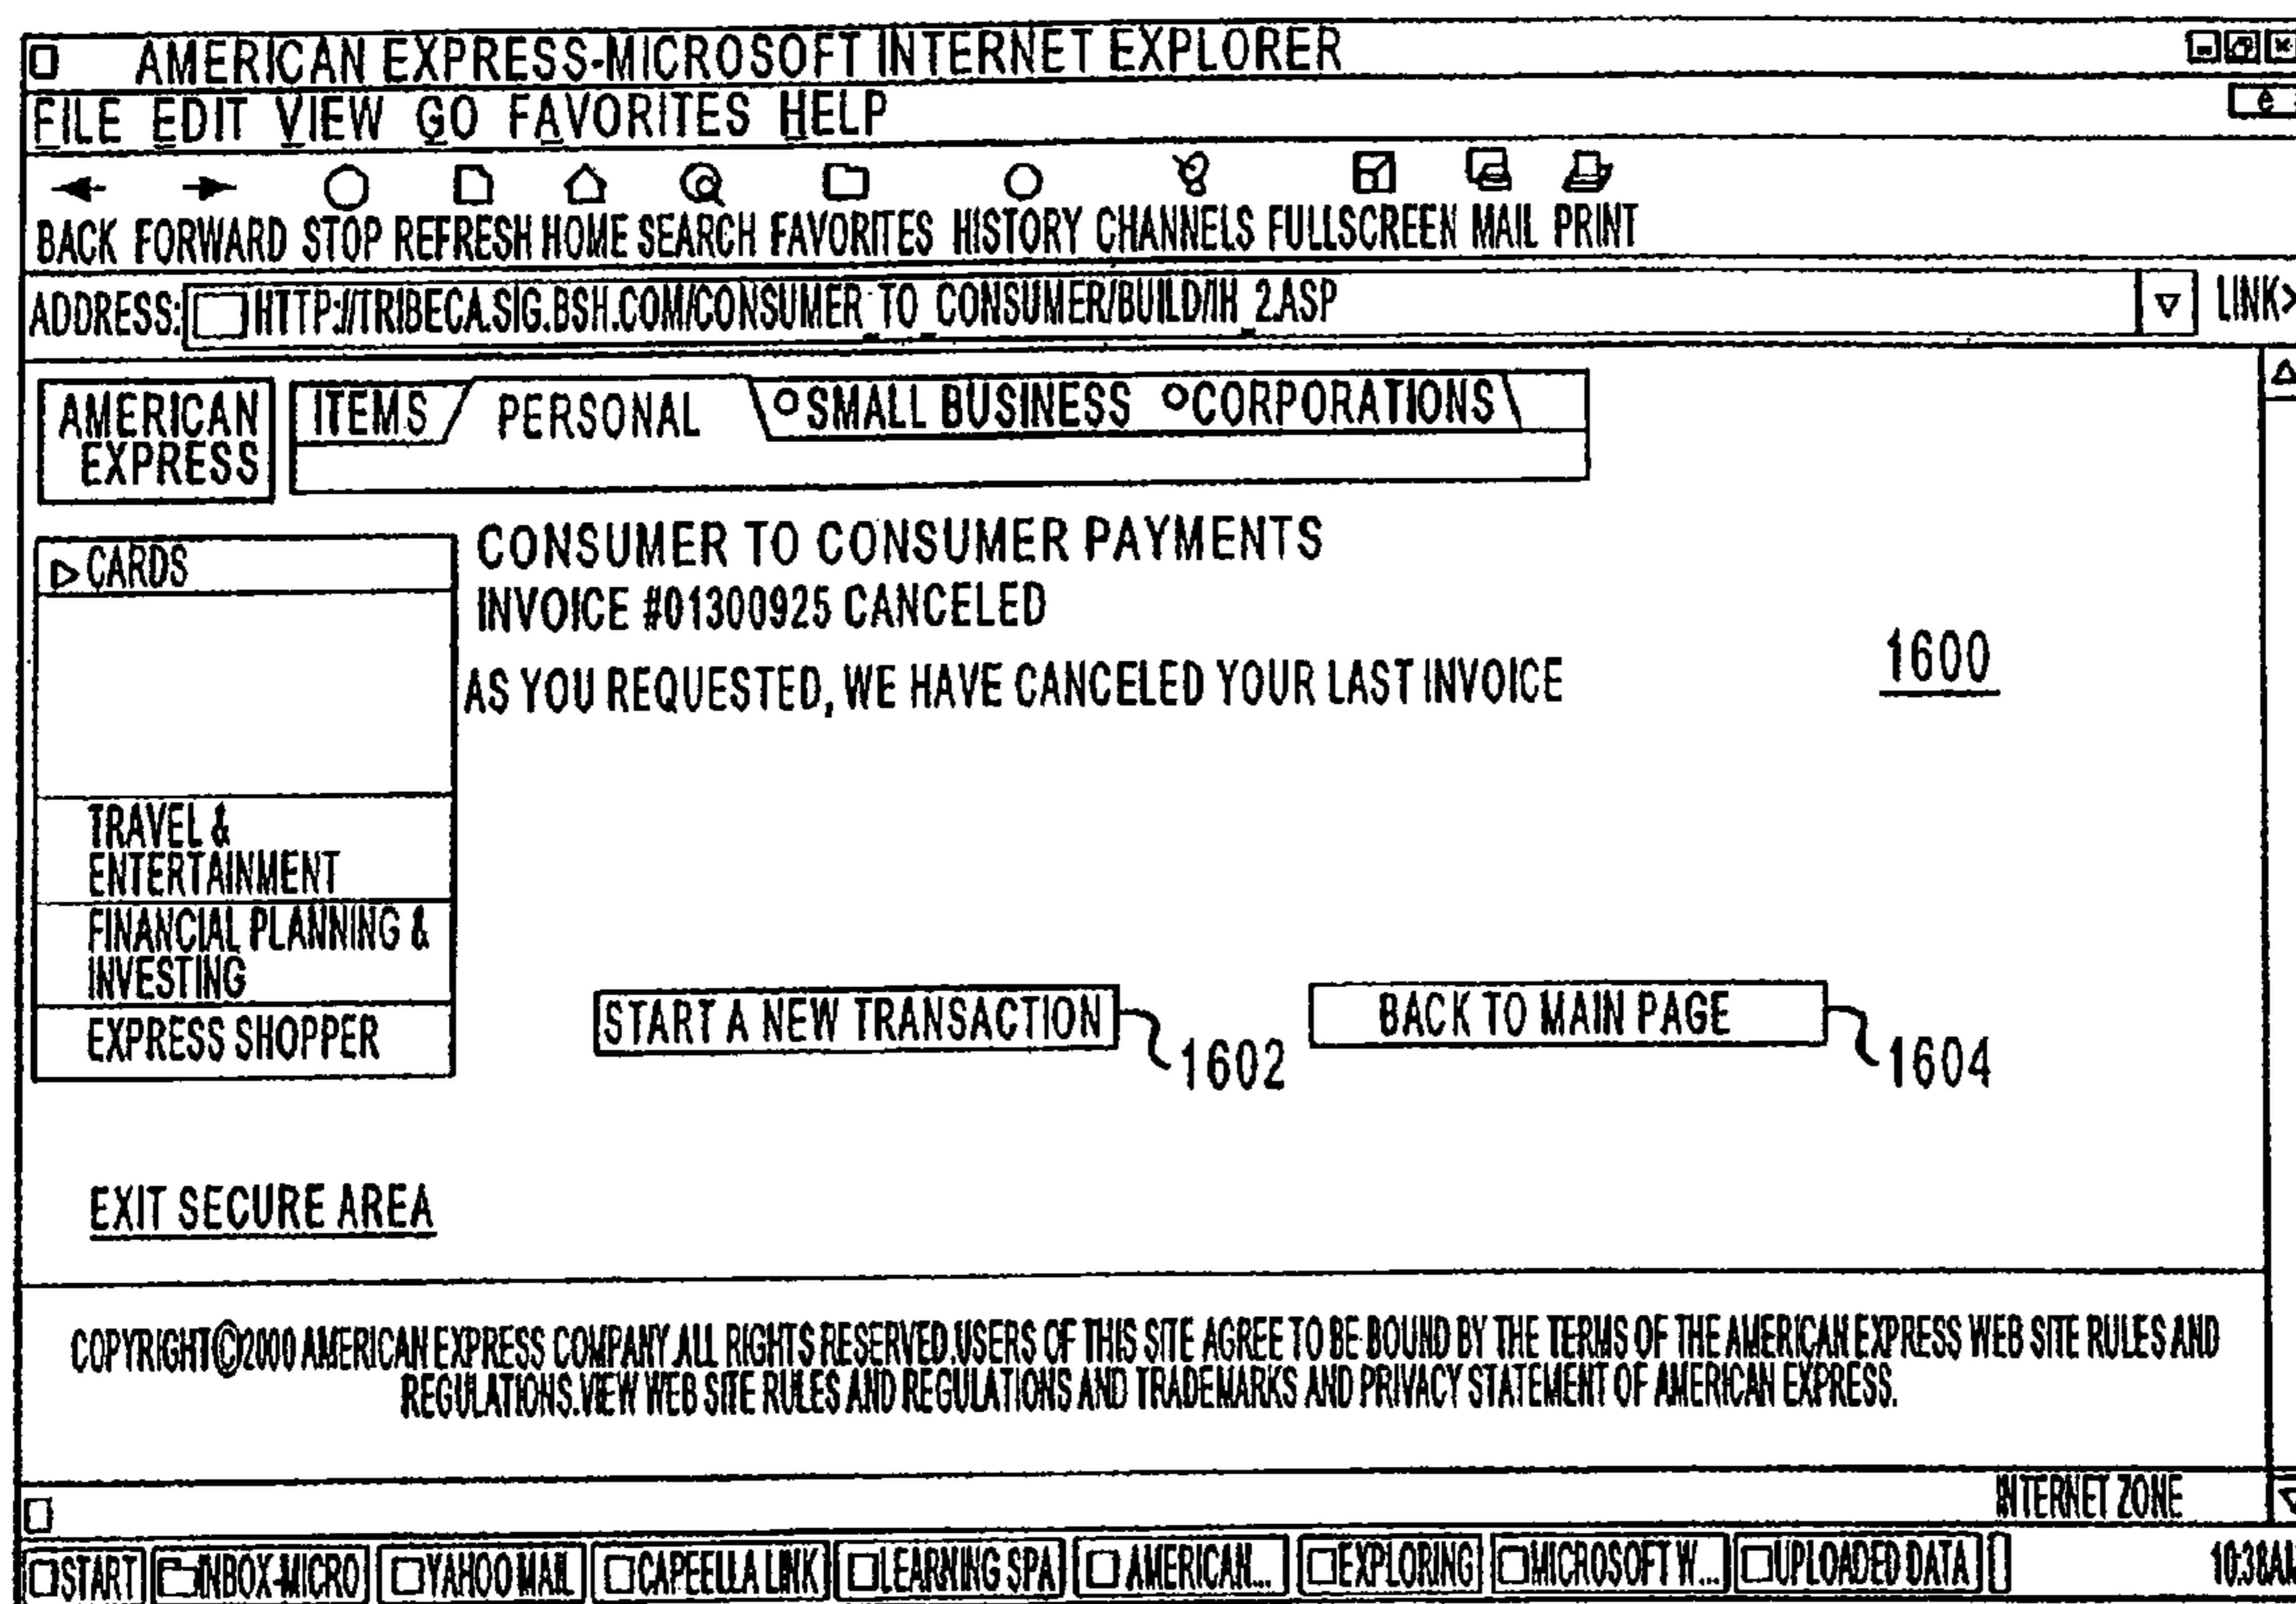 AMERICAN EXPRESS-MICROSOFT INTERNET EXPLORER
FILE EDIT VIEW GO FAVORITES HELP
e
BACK FORWARD STOP REFRESH HOME SEARCH FAVORITES HISTORY CHANNELS FULLSCREEN MAIL PRINT
ADDRESS: HTTP://TRIBECA.SIG.BSH.COM/CONSUMER_TO_CONSUMER/BUILD/IH_2.ASP LINK>
AMERICAN EXPRESS
ITEMS PERSONAL SMALL BUSINESS CORPORATIONS
CONSUMER TO CONSUMER PAYMENTS
INVOICE #01300925 CANCELED
AS YOU REQUESTED, WE HAVE CANCELED YOUR LAST INVOICE
1600
CARDS
TRAVEL &
ENTERTAINMENT
FINANCIAL PLANNING &
INVESTING
EXPRESS SHOPPER
START A NEW TRANSACTION 1602
BACK TO MAIN PAGE 1604
EXIT SECURE AREA
COPYRIGHT©2000 AMERICAN EXPRESS COMPANY.ALL RIGHTS RESERVED.USERS OF THIS SITE AGREE TO BE BOUND BY THE TERMS OF THE AMERICAN EXPRESS WEB SITE RULES AND
REGULATIONS.VIEW WEB SITE RULES AND REGULATIONS AND TRADEMARKS AND PRIVACY STATEMENT OF AMERICAN EXPRESS.
INTERNET ZONE
START INBOX-MICRO YAHOO MAIL CAPEELLA LINK LEARNING SPA AMERICAN... EXPLORING MICROSOFT W... UPLOADED DATA 10:38AM